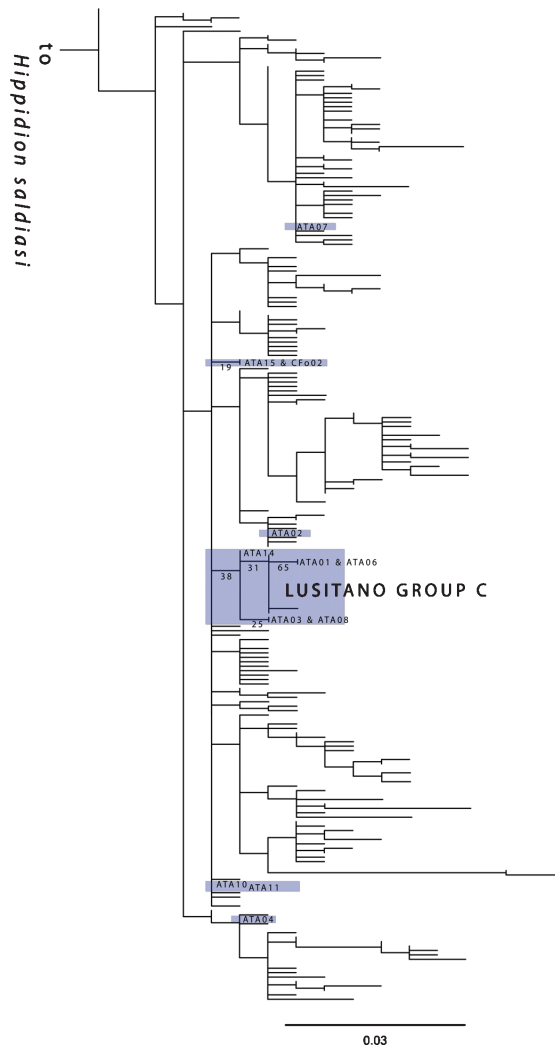 to
Hippidion saldiasi
ATA07
ATA15 & CFo02
19
ATA02
ATA14
31
65
ATA01 & ATA06
38
LUSITANO GROUP C
ATA03 & ATA08
25
ATA10
ATA11
ATA04
0.03